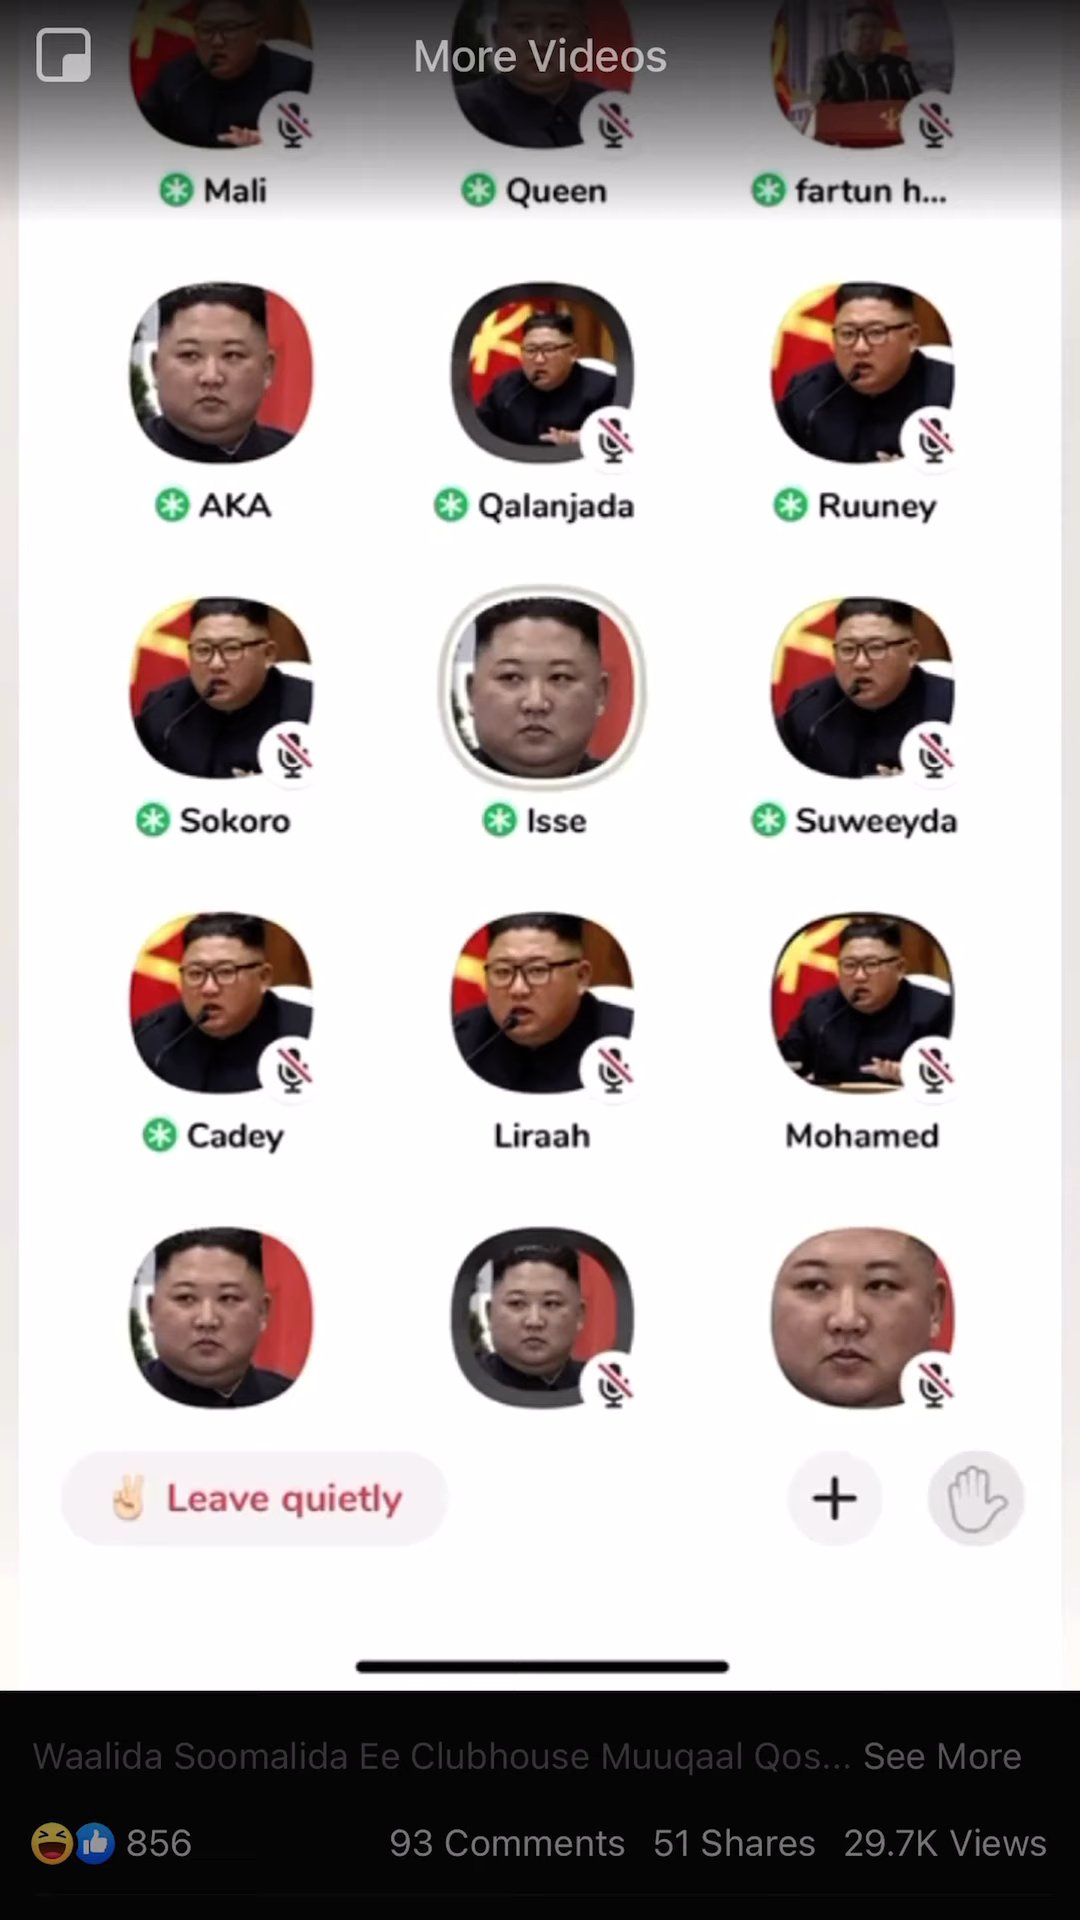 More Videos
Mali
Queen
fartun h...
AKA
Qalanjada
Ruuney
Sokoro
Isse
Suweeyda
Cadey
Liraah
Mohamed
Leave quietly
Waalida Soomalida Ee Clubhouse Muuqaal Qos... See More
856
93 Comments 51 Shares 29.7K Views